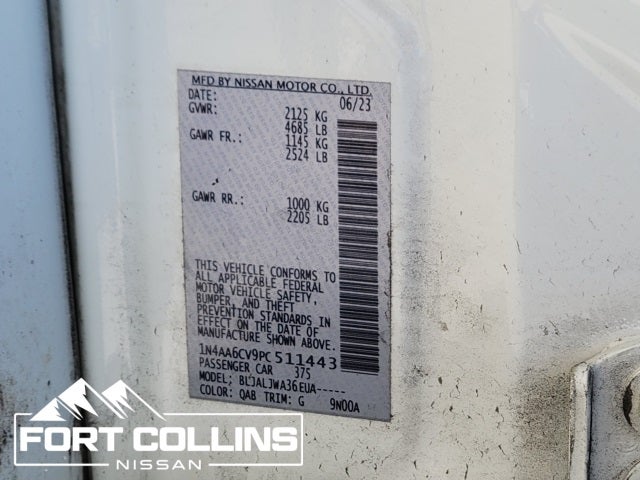 MFD BY NISSAN MOTOR CO., LTD.
DATE: 06/23
GVWR: 2125 KG
4685 LB
GAWR FR.: 1145 KG
2524 LB
GAWR RR.: 1000 KG
2205 LB
THIS VEHICLE CONFORMS TO
ALL APPLICABLE FEDERAL
MOTOR VEHICLE SAFETY,
BUMPER, AND THEFT
PREVENTION STANDARDS
IN EFFECT ON THE DATE OF
MANUFACTURE SHOWN ABOVE.
1N4AA6CV9PC511443
PASSENGER CAR 375
MODEL: BLJALJWA36EUA-----
COLOR: QAB TRIM: G 9N00A
FORT COLLINS
NISSAN